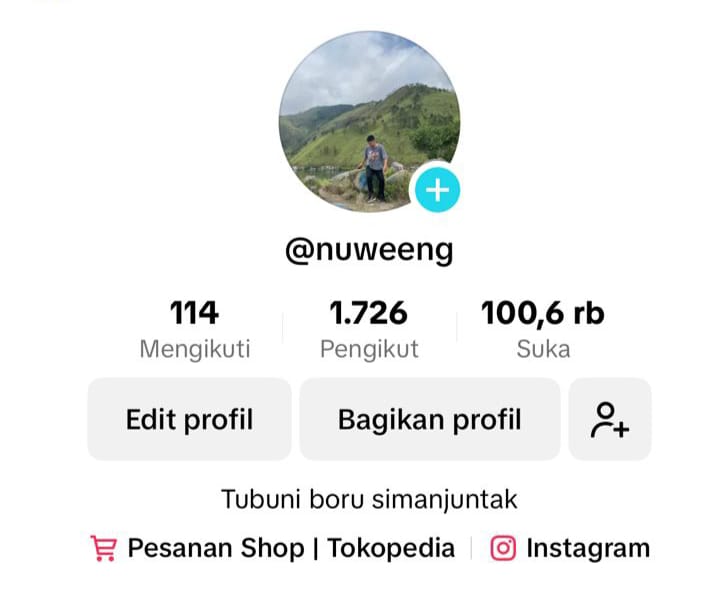 @nuweeng
114 1.726 100,6 rb
Mengikuti Pengikut Suka
Edit profil Bagikan profil
Tubuni boru simanjuntak
Pesanan Shop | Tokopedia Instagram